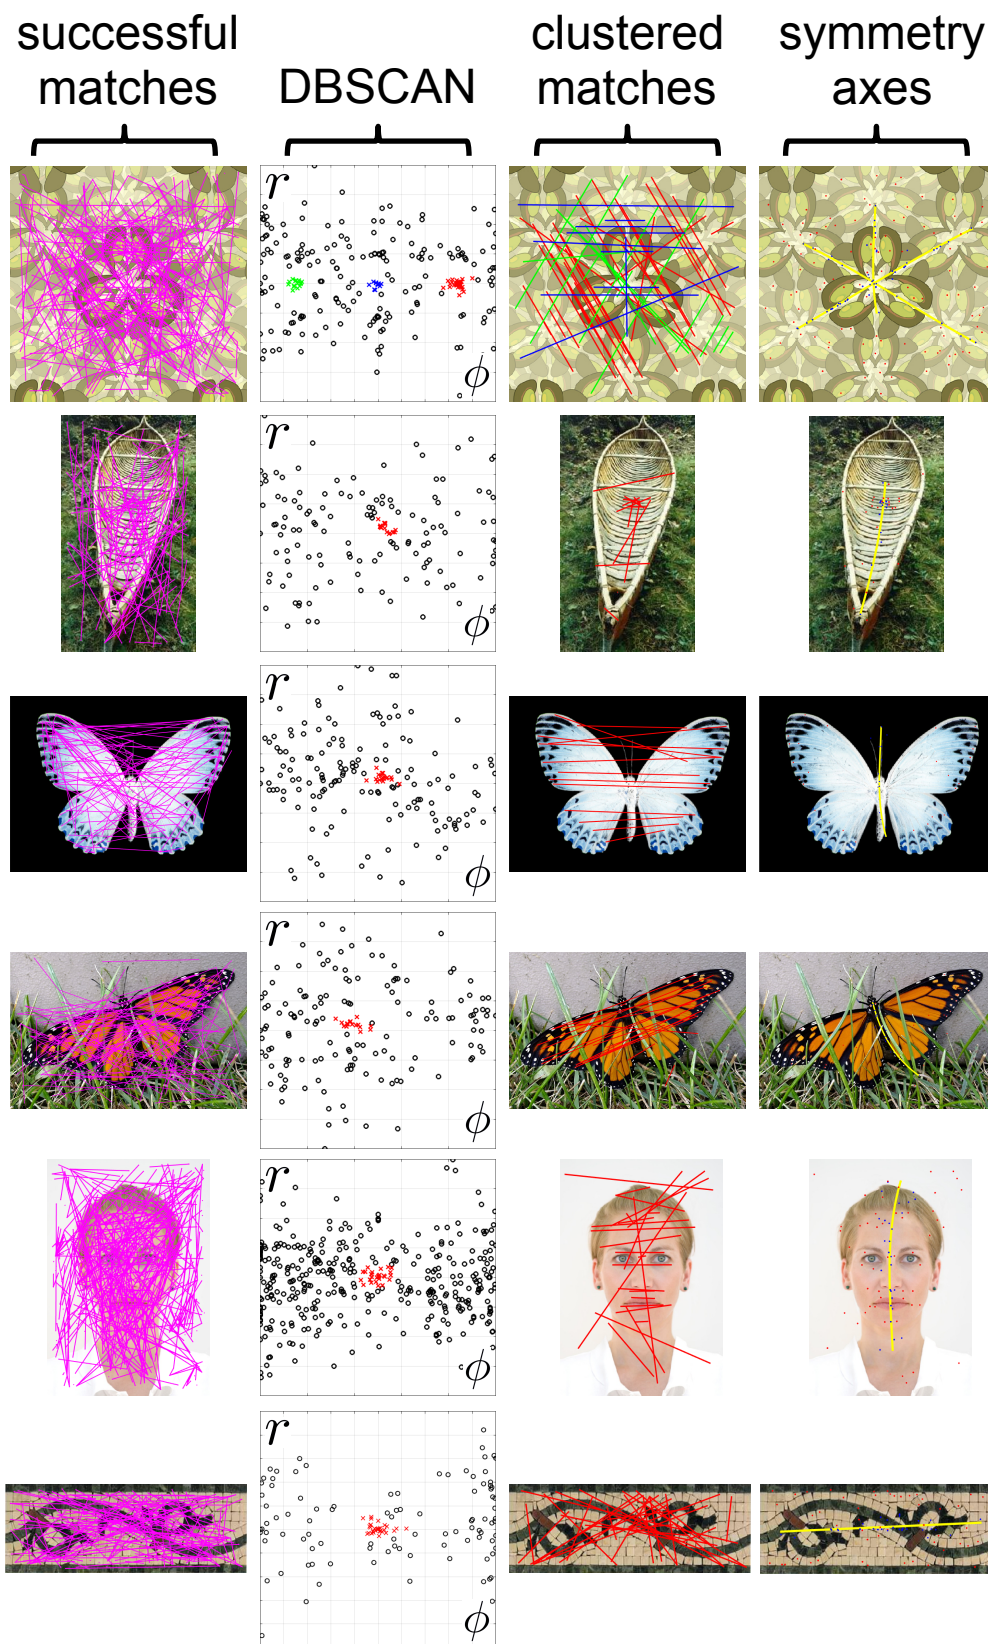 successful
matches
DBSCAN
clustered
matches
symmetry
axes
r
ϕ
r
ϕ
r
ϕ
r
ϕ
r
ϕ
r
ϕ